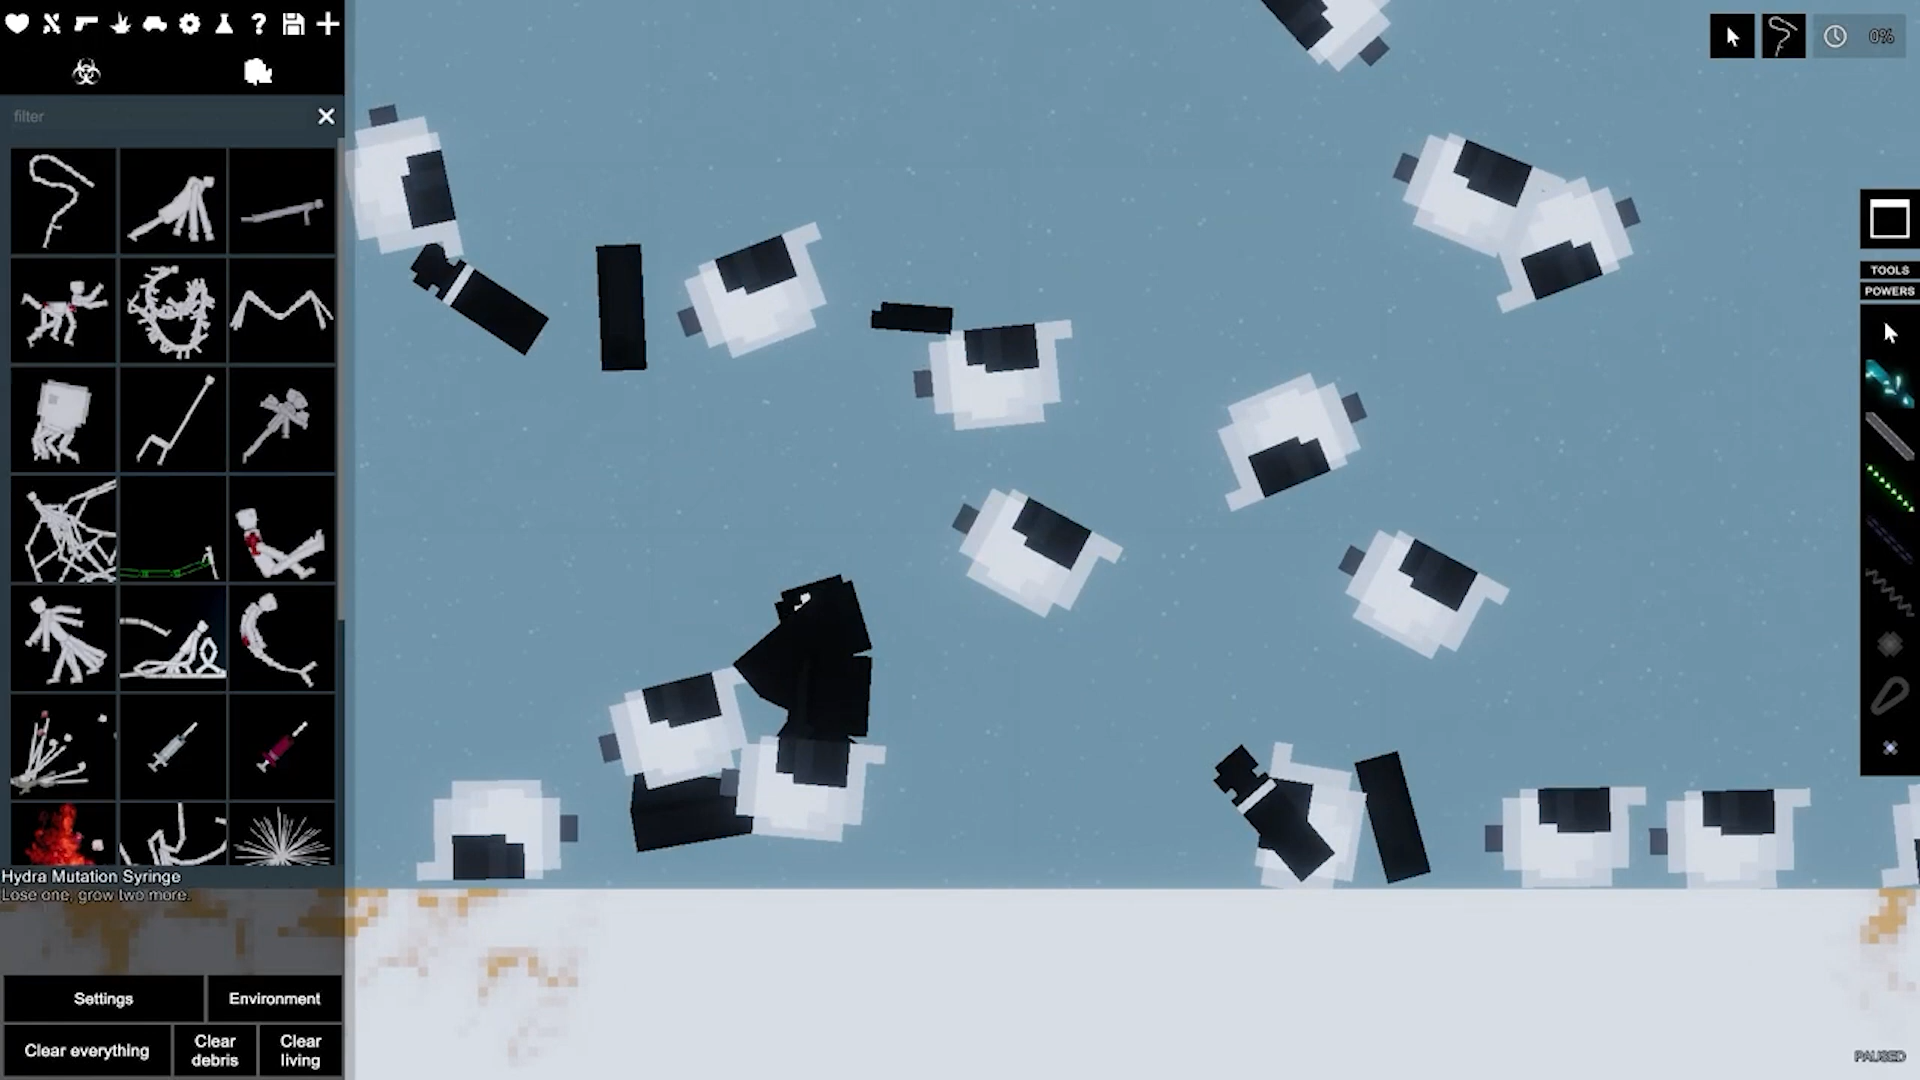 0%
filter
TOOLS
POWERS
Hydra Mutation Syringe
Lose one, grow two more.
Settings
Environment
Clear everything
Clear debris
Clear living
PAUSED